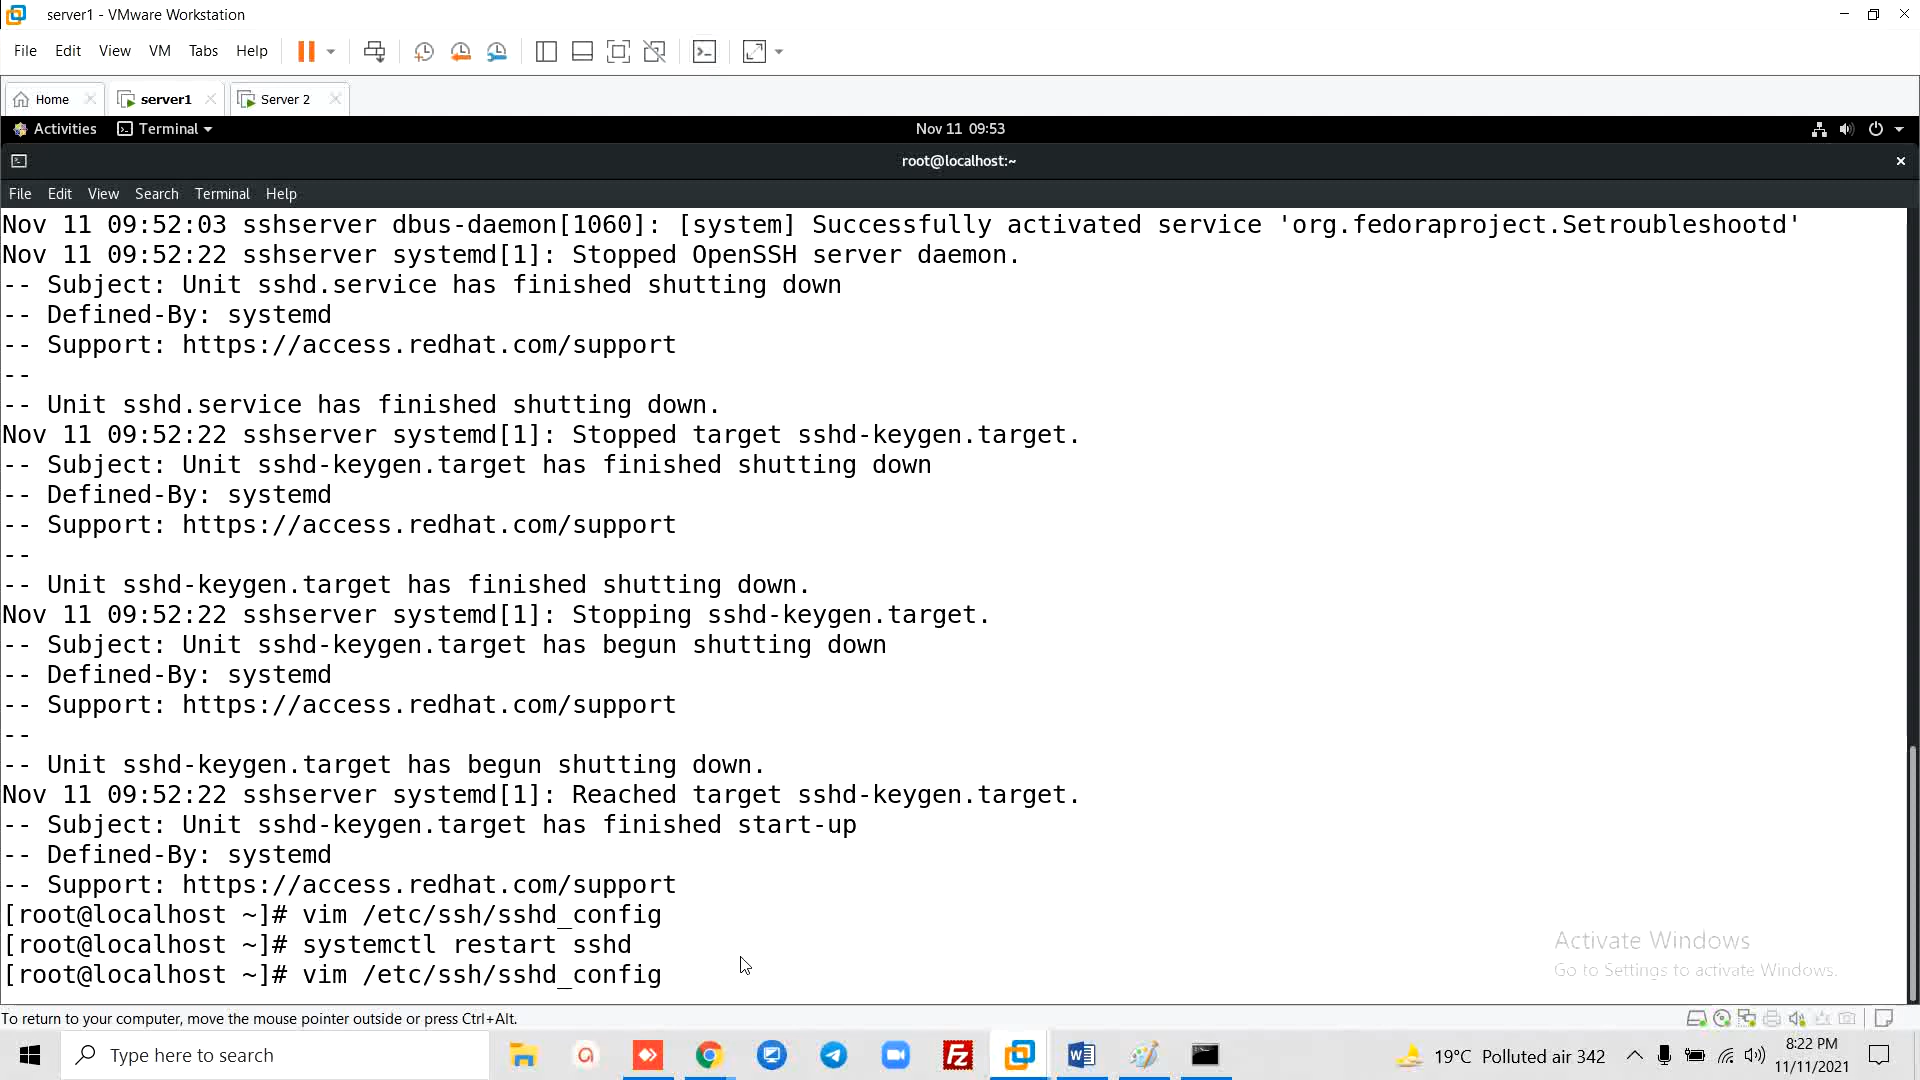 server1 - VMware Workstation
File Edit View VM Tabs Help
Home server1 Server 2
Activities Terminal Nov 11 09:53
root@localhost:~
File Edit View Search Terminal Help
Nov 11 09:52:03 sshserver dbus-daemon[1060]: [system] Successfully activated service 'org.fedoraproject.Setroubleshootd'
Nov 11 09:52:22 sshserver systemd[1]: Stopped OpenSSH server daemon.
-- Subject: Unit sshd.service has finished shutting down
-- Defined-By: systemd
-- Support: https://access.redhat.com/support
--
-- Unit sshd.service has finished shutting down.
Nov 11 09:52:22 sshserver systemd[1]: Stopped target sshd-keygen.target.
-- Subject: Unit sshd-keygen.target has finished shutting down
-- Defined-By: systemd
-- Support: https://access.redhat.com/support
--
-- Unit sshd-keygen.target has finished shutting down.
Nov 11 09:52:22 sshserver systemd[1]: Stopping sshd-keygen.target.
-- Subject: Unit sshd-keygen.target has begun shutting down
-- Defined-By: systemd
-- Support: https://access.redhat.com/support
--
-- Unit sshd-keygen.target has begun shutting down.
Nov 11 09:52:22 sshserver systemd[1]: Reached target sshd-keygen.target.
-- Subject: Unit sshd-keygen.target has finished start-up
-- Defined-By: systemd
-- Support: https://access.redhat.com/support
[root@localhost ~]# vim /etc/ssh/sshd_config
[root@localhost ~]# systemctl restart sshd
[root@localhost ~]# vim /etc/ssh/sshd_config
Activate Windows
Go to Settings to activate Windows.
To return to your computer, move the mouse pointer outside or press Ctrl+Alt.
Type here to search
19°C Polluted air 342
8:22 PM
11/11/2021